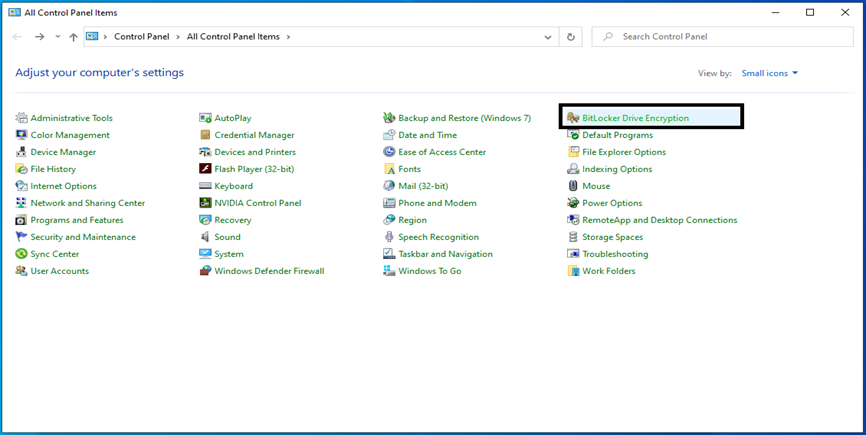 All Control Panel Items
Control Panel > All Control Panel Items >
Search Control Panel
Adjust your computer's settings
View by: Small icons
Administrative Tools
AutoPlay
Backup and Restore (Windows 7)
BitLocker Drive Encryption
Color Management
Credential Manager
Date and Time
Default Programs
Device Manager
Devices and Printers
Ease of Access Center
File Explorer Options
File History
Flash Player (32-bit)
Fonts
Indexing Options
Internet Options
Keyboard
Mail (32-bit)
Mouse
Network and Sharing Center
NVIDIA Control Panel
Phone and Modem
Power Options
Programs and Features
Recovery
Region
RemoteApp and Desktop Connections
Security and Maintenance
Sound
Speech Recognition
Storage Spaces
Sync Center
System
Taskbar and Navigation
Troubleshooting
User Accounts
Windows Defender Firewall
Windows To Go
Work Folders